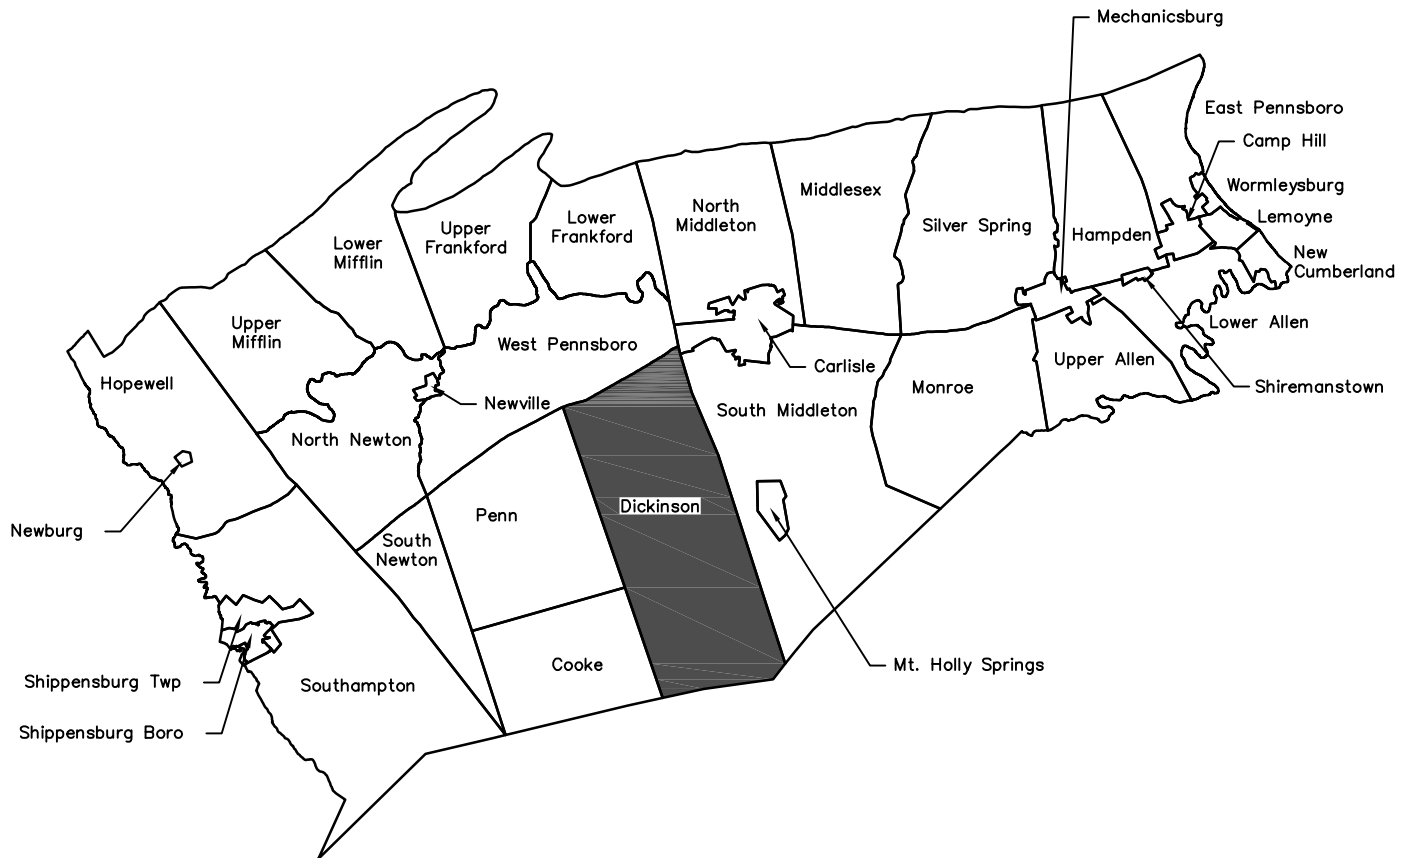 Mechanicsburg
East Pennsboro
Camp Hill
Wormleysburg
Lemoyne
New
Cumberland
Middlesex
North
Middleton
Lower
Frankford
Upper
Frankford
Lower
Mifflin
Silver Spring
Hampden
Lower Allen
Upper
Mifflin
West Pennsboro
Upper Allen
Carlisle
Shiremanstown
Hopewell
Newville
South Middleton
Monroe
North Newton
Dickinson
Penn
Newburg
South
Newton
Cooke
Mt. Holly Springs
Shippensburg Twp
Southampton
Shippensburg Boro